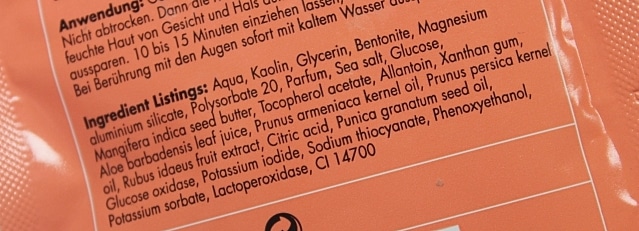 Anwendung:
Nicht abtrocken. Dann die
feuchte Haut von Gesicht und Hals
aussparen. 10 bis 15 Minuten einziehen lassen,
Bei Berührung mit den Augen sofort mit kaltem Wasser
Ingredient Listings: Aqua, Kaolin, Glycerin, Bentonite, Magnesium
aluminium silicate, Polysorbate 20, Parfum, Sea salt, Glucose,
Mangifera indica seed butter, Tocopherol acetate, Allantoin, Xanthan gum,
Aloe barbadensis leaf juice, Prunus armeniaca kernel oil, Prunus persica kernel
oil, Rubus idaeus fruit extract, Citric acid, Punica granatum seed oil,
Glucose oxidase, Potassium iodide, Sodium thiocyanate, Phenoxyethanol,
Potassium sorbate, Lactoperoxidase, CI 14700